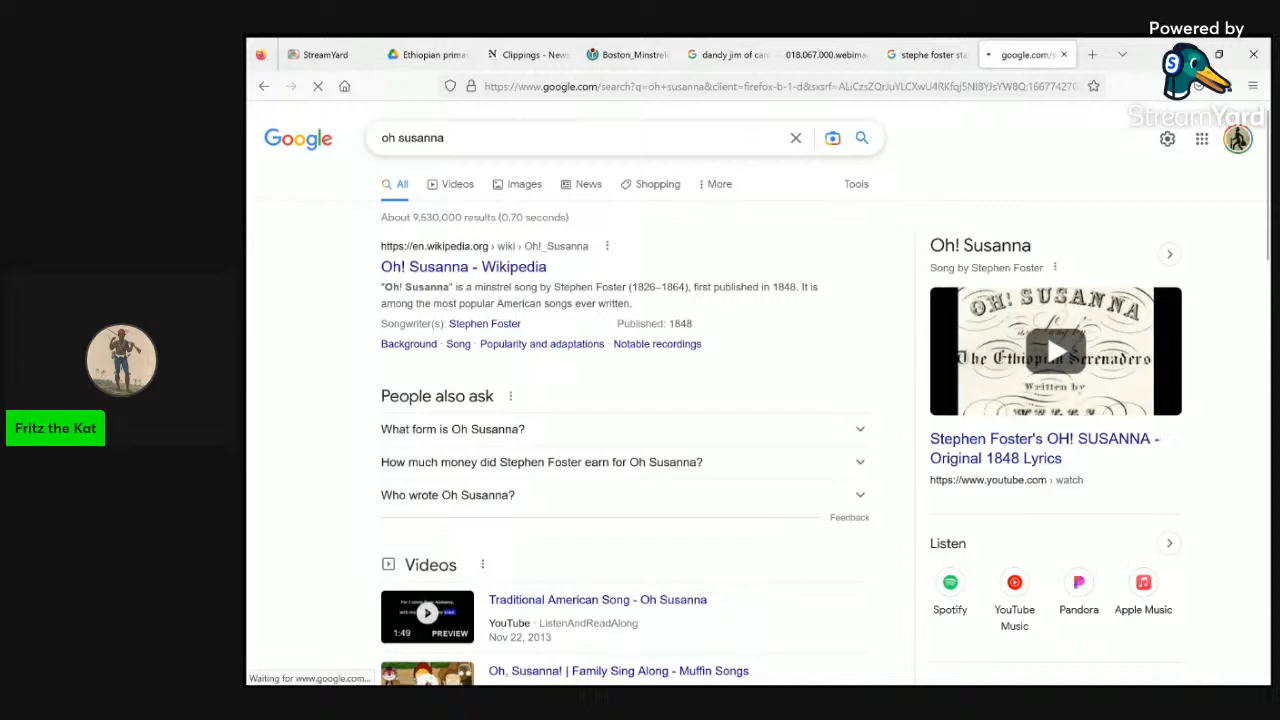 Powered by
StreamYard
StreamYard
Ethiopian prima
Clippings - News
Boston_Minstrel
dandy jim of car
018.067.000.webima
stephe foster sta
google.com/s
https://www.google.com/search?q=oh+susanna&client=firefox-b-1-d&sxsrf=
Google
oh susanna
All
Videos
Images
News
Shopping
More
Tools
About 9,530,000 results (0.70 seconds)
https://en.wikipedia.org › wiki › Oh!_Susanna
Oh! Susanna - Wikipedia
"Oh! Susanna" is a minstrel song by Stephen Foster (1826–1864), first published in 1848. It is
among the most popular American songs ever written.
Songwriter(s): Stephen Foster Published: 1848
Background · Song · Popularity and adaptations · Notable recordings
People also ask
What form is Oh Susanna?
How much money did Stephen Foster earn for Oh Susanna?
Who wrote Oh Susanna?
Feedback
Videos
For I come from Alabama,
with my
1:49 PREVIEW
Traditional American Song - Oh Susanna
YouTube · ListenAndReadAlong
Nov 22, 2013
Oh, Susanna! | Family Sing Along - Muffin Songs
Oh! Susanna
Song by Stephen Foster
OH! SUSANNA
The Ethiopian Serenaders
Written by
Stephen Foster's OH! SUSANNA -
Original 1848 Lyrics
https://www.youtube.com › watch
Listen
Spotify
YouTube
Music
Pandora
Apple Music
Waiting for www.google.com...
Fritz the Kat